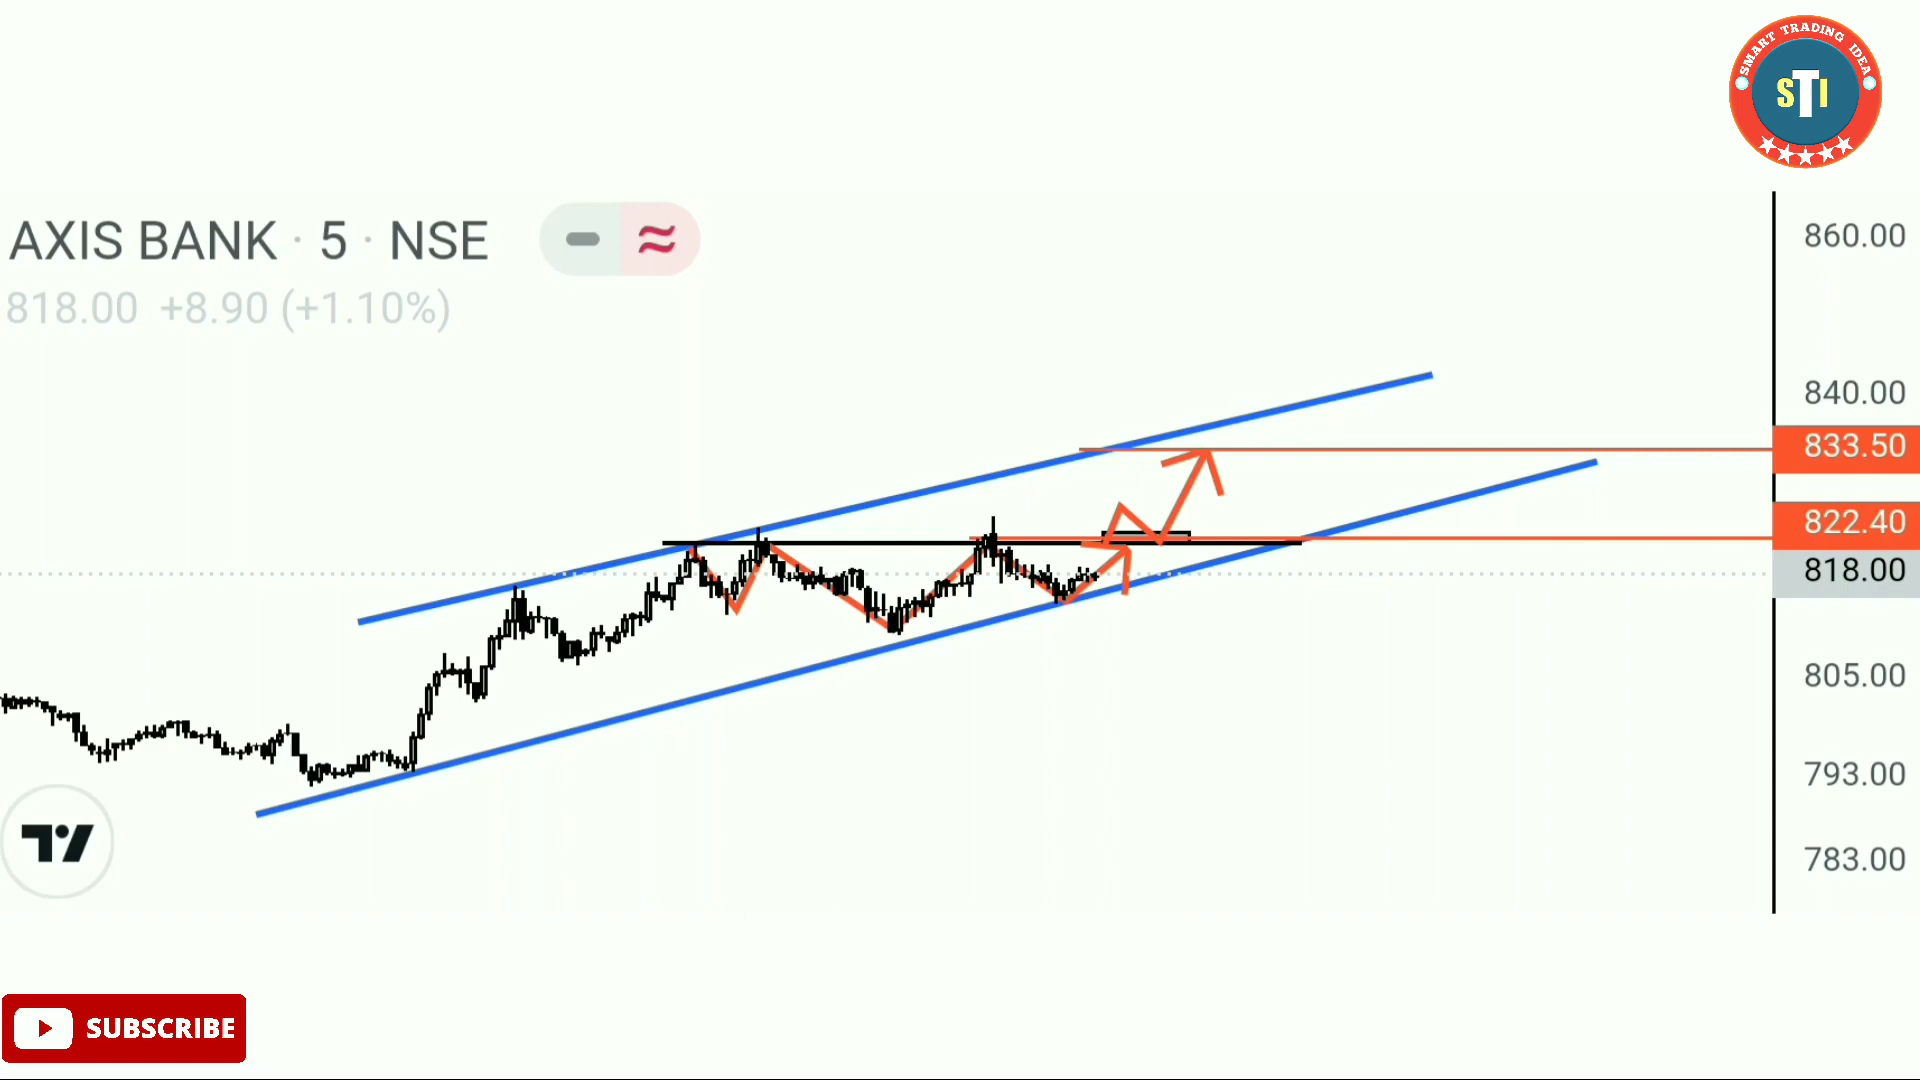 SMART TRADING IDEA
STI
AXIS BANK · 5 · NSE
818.00 +8.90 (+1.10%)
860.00
840.00
833.50
822.40
818.00
805.00
793.00
783.00
SUBSCRIBE